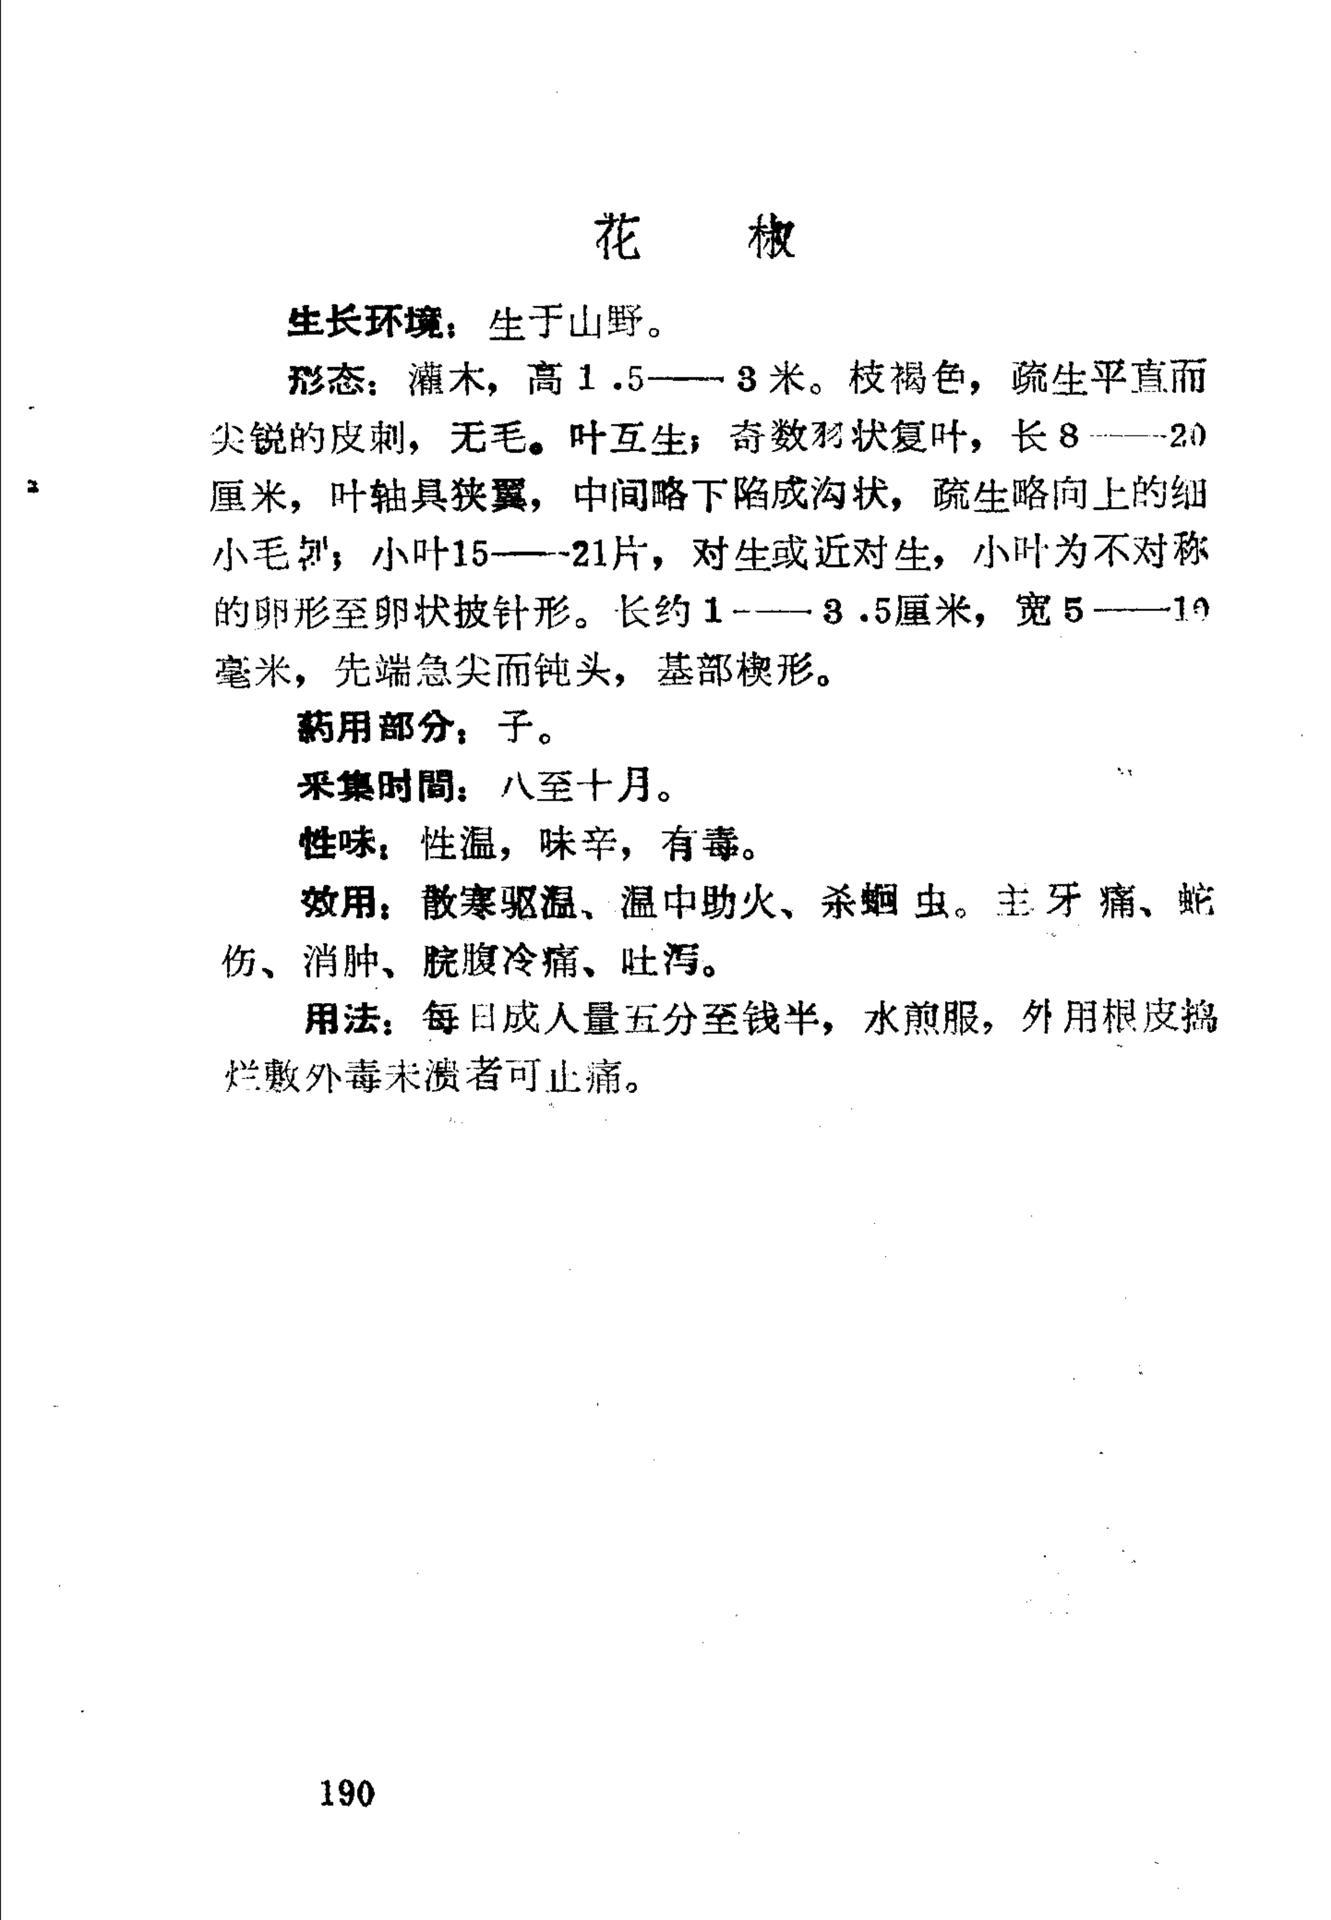 花 椒
生长环境：生于山野。
形态：灌木，高1.5——3米。枝褐色，疏生平直而
尖锐的皮刺，无毛。叶互生；奇数羽状复叶，长8——20
厘米，叶轴具狭翼，中间略下陷成沟状，疏生略向上的细
小毛刺；小叶15——21片，对生或近对生，小叶为不对称
的卵形至卵状披针形。长约1——3.5厘米，宽5——10
毫米，先端急尖而钝头，基部楔形。
药用部分：子。
采集时間：八至十月。
性味：性温，味辛，有毒。
效用：散寒驱温、温中助火、杀蛔虫。主牙痛、蛇
伤、消肿、脘腹冷痛、吐泻。
用法：每日成人量五分至钱半，水煎服，外用根皮捣
烂敷外毒未溃者可止痛。
190